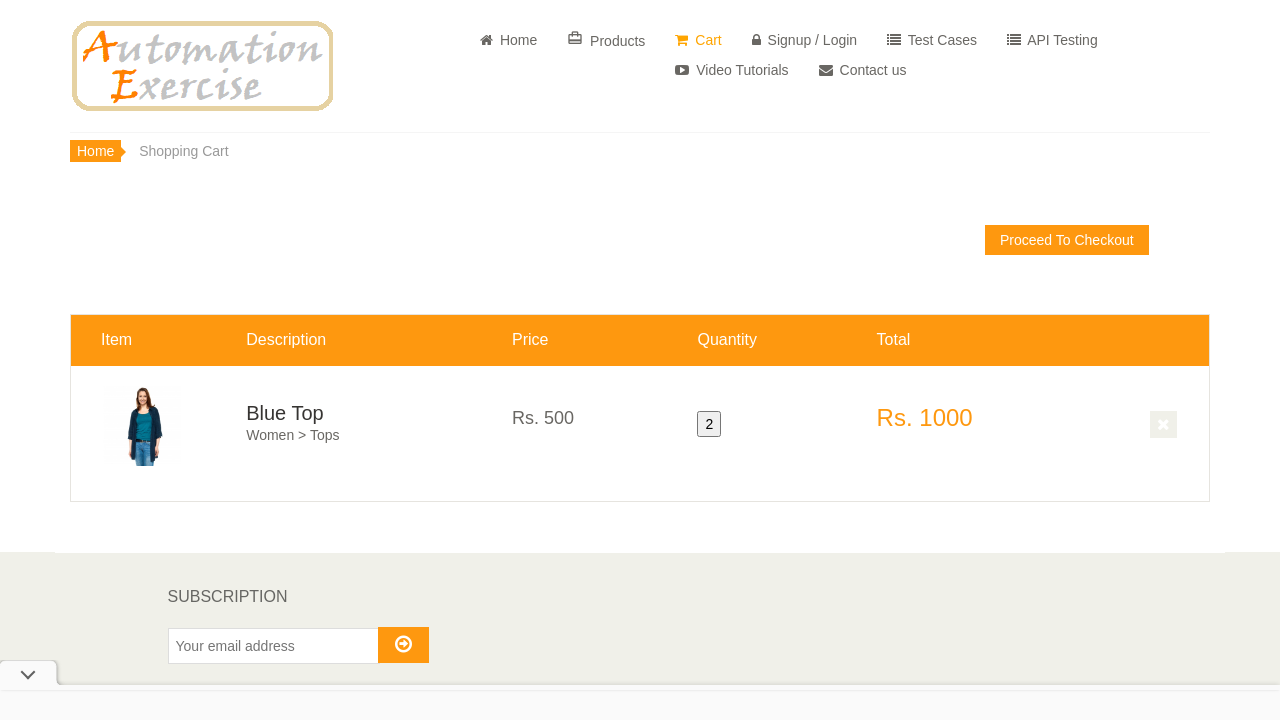 Automation
Exercise
Home
Products
Cart
Signup / Login
Test Cases
API Testing
Video Tutorials
Contact us
Home
Shopping Cart
Proceed To Checkout
Item Description Price Quantity Total
Blue Top
Women > Tops
Rs. 500
2
Rs. 1000
SUBSCRIPTION
Your email address